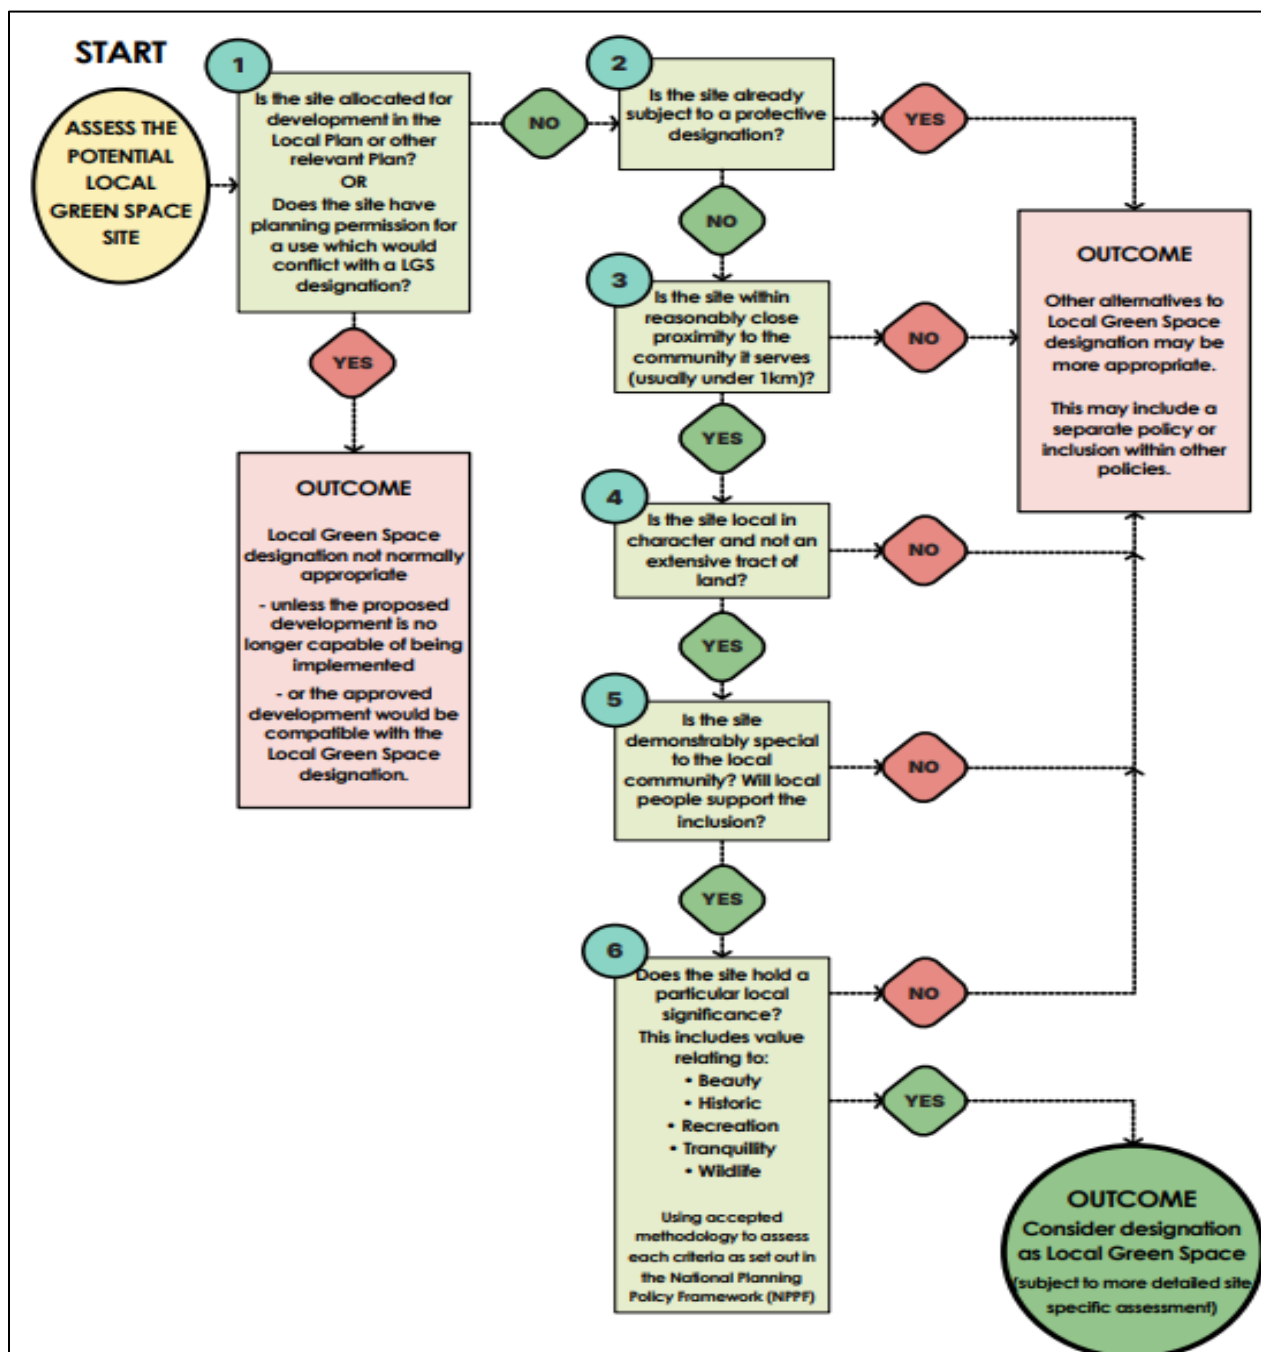 START
ASSESS THE
POTENTIAL
LOCAL
GREEN SPACE
SITE
1
Is the site allocated for
development in the
Local Plan or other
relevant Plan?
OR
Does the site have
planning permission for
a use which would
conflict with a LGS
designation?
NO
YES
OUTCOME
Local Green Space
designation not normally
appropriate
- unless the proposed
development is no
longer capable of being
implemented
- or the approved
development would be
compatible with the
Local Green Space
designation.
2
Is the site already
subject to a protective
designation?
YES
NO
3
Is the site within
reasonably close
proximity to the
community it serves
(usually under 1km)?
NO
YES
OUTCOME
Other alternatives to
Local Green Space
designation may be
more appropriate.
This may include a
separate policy or
inclusion within other
policies.
4
Is the site local in
character and not an
extensive tract of
land?
NO
YES
5
Is the site
demonstrably special
to the local
community? Will local
people support the
inclusion?
NO
YES
6
Does the site hold a
particular local
significance?
This includes value
relating to:
• Beauty
• Historic
• Recreation
• Tranquillity
• Wildlife
Using accepted
methodology to assess
each criteria as set out in
the National Planning
Policy Framework (NPPF)
NO
YES
OUTCOME
Consider designation
as Local Green Space
(subject to more detailed site
specific assessment)